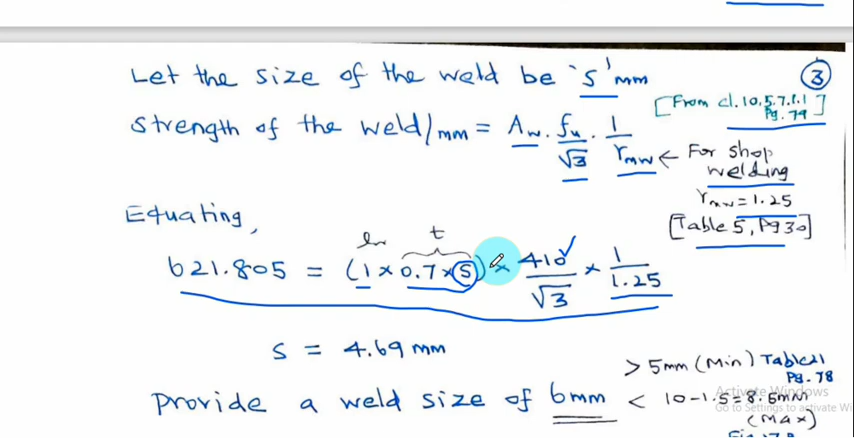 3
Let the size of the weld be 's' mm
[From cl. 10.5.7.1.1
Pg. 79]
Strength of the weld/mm = Aw . fu/√3 . 1/γmw ← For shop
welding
γmw = 1.25
[Table 5, Pg 30]
Equating,
lw t
621.805 = (1 × 0.7 × s) × 410/√3 × 1/1.25
s = 4.69 mm
> 5mm (Min) Table 21
Pg. 78
Provide a weld size of 6mm < 10-1.5 = 8.5mm
(MAX)
Activate Windows
Go to Settings to activate Wi